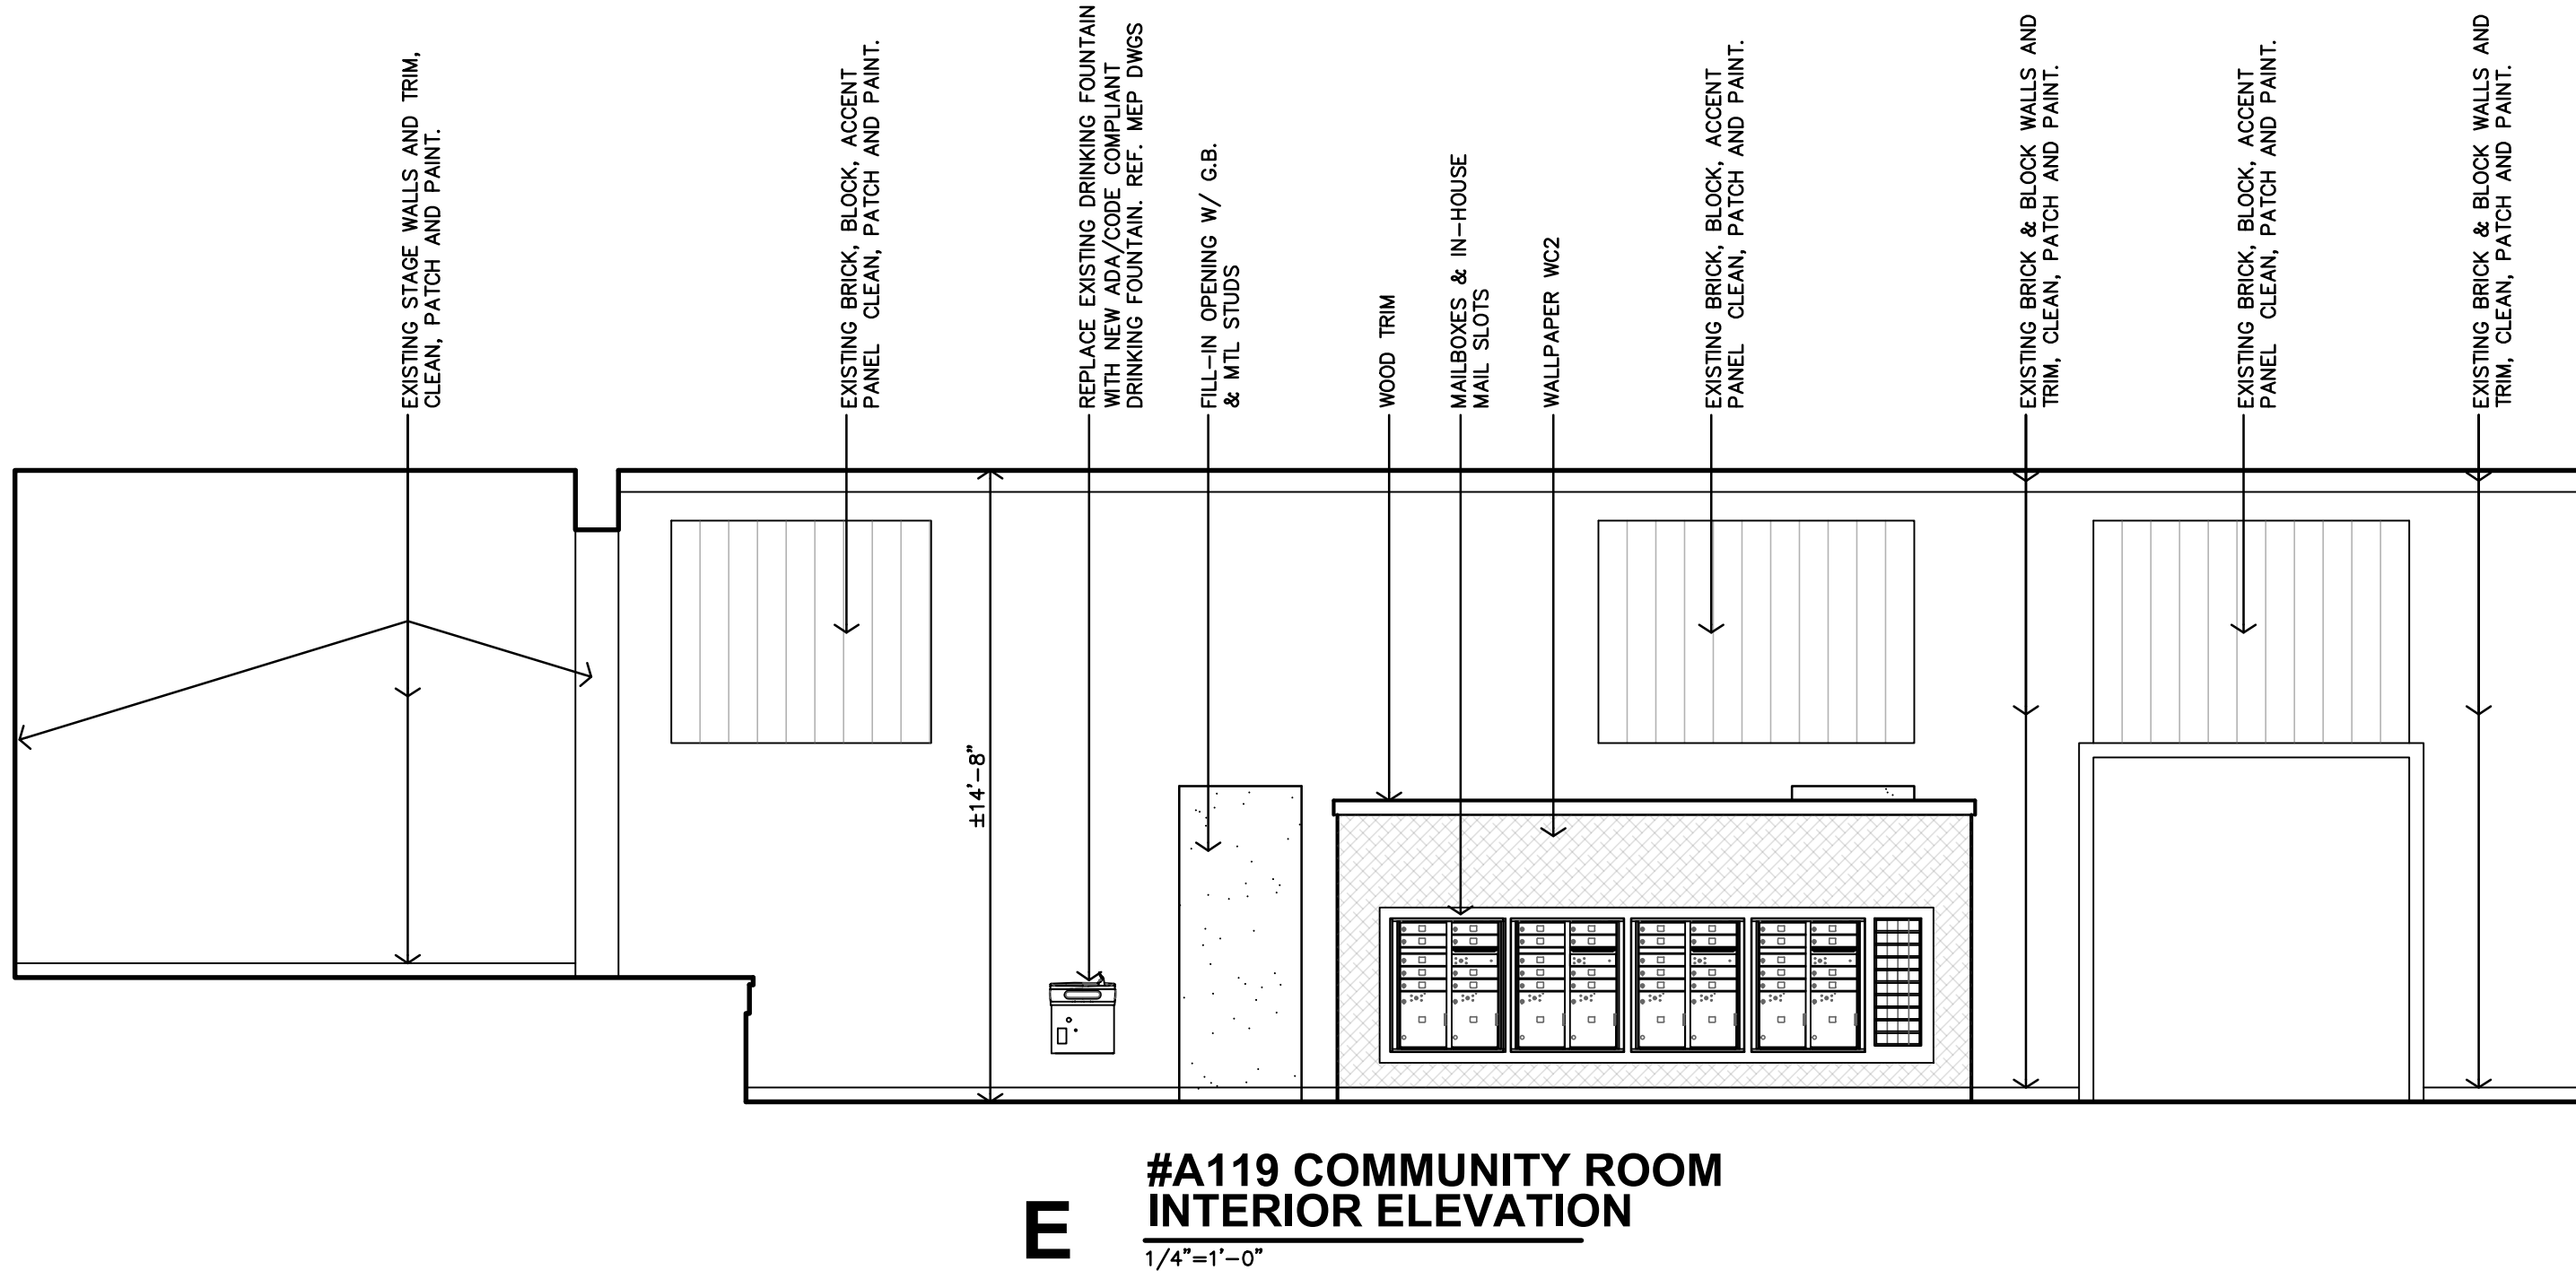 EXISTING STAGE WALLS AND TRIM,
CLEAN, PATCH AND PAINT.
EXISTING BRICK, BLOCK, ACCENT
PANEL  CLEAN, PATCH AND PAINT.
REPLACE EXISTING DRINKING FOUNTAIN
WITH NEW ADA/CODE COMPLIANT
DRINKING FOUNTAIN. REF. MEP DWGS
FILL-IN OPENING W/ G.B.
& MTL STUDS
WOOD TRIM
MAILBOXES & IN-HOUSE
MAIL SLOTS
WALLPAPER WC2
EXISTING BRICK, BLOCK, ACCENT
PANEL  CLEAN, PATCH AND PAINT.
EXISTING BRICK & BLOCK WALLS AND
TRIM, CLEAN, PATCH AND PAINT.
EXISTING BRICK, BLOCK, ACCENT
PANEL  CLEAN, PATCH AND PAINT.
EXISTING BRICK & BLOCK WALLS AND
TRIM, CLEAN, PATCH AND PAINT.
±14'-8"
E
#A119 COMMUNITY ROOM
INTERIOR ELEVATION
1/4"=1'-0"